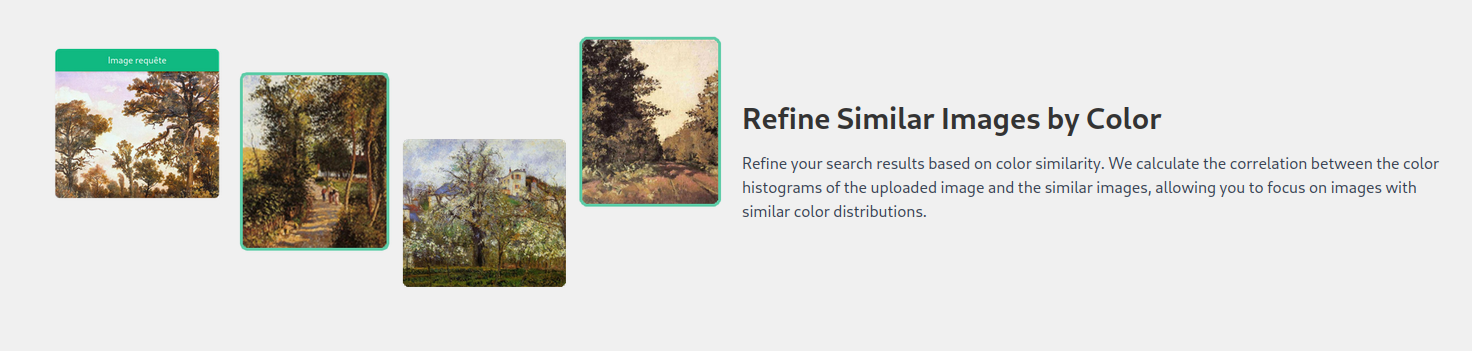 Image requête
Refine Similar Images by Color
Refine your search results based on color similarity. We calculate the correlation between the color
histograms of the uploaded image and the similar images, allowing you to focus on images with
similar color distributions.